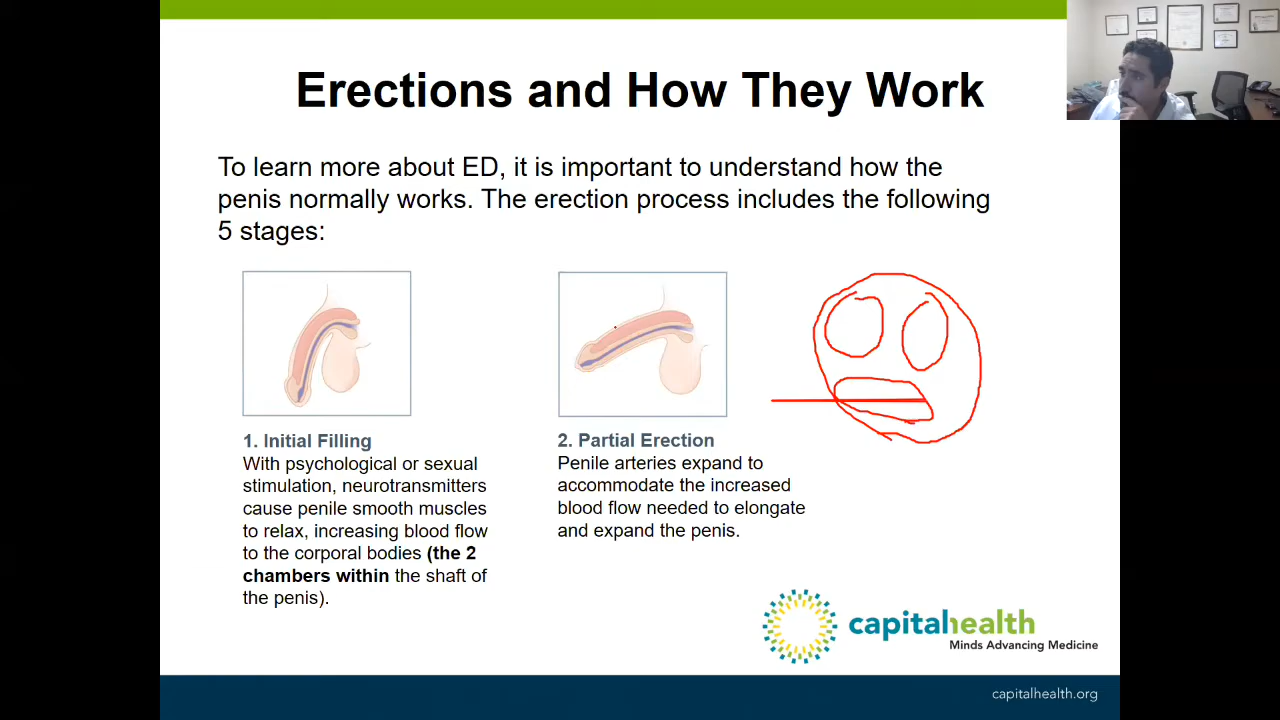 Erections and How They Work
To learn more about ED, it is important to understand how the
penis normally works. The erection process includes the following
5 stages:
1. Initial Filling
With psychological or sexual
stimulation, neurotransmitters
cause penile smooth muscles
to relax, increasing blood flow
to the corporal bodies (the 2
chambers within the shaft of
the penis).
2. Partial Erection
Penile arteries expand to
accommodate the increased
blood flow needed to elongate
and expand the penis.
capitalhealth
Minds Advancing Medicine
capitalhealth.org